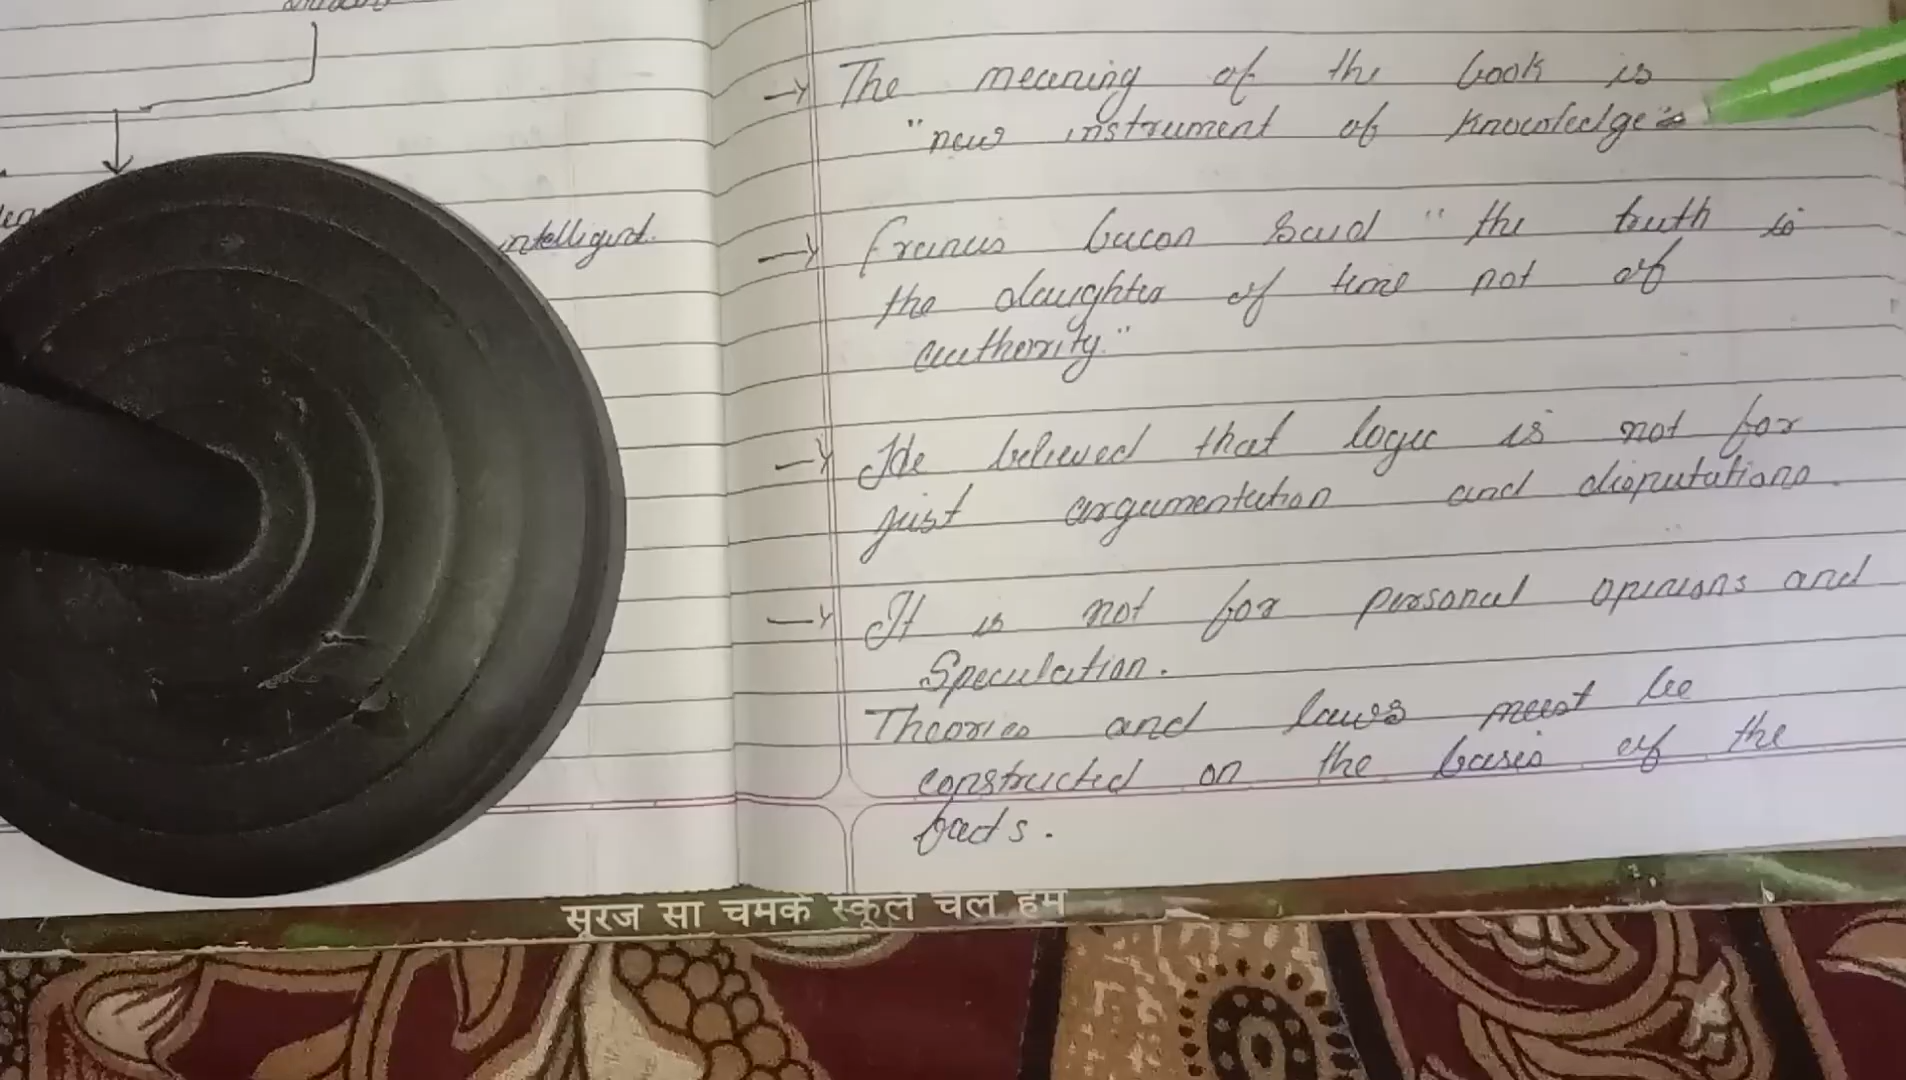 intelligent.
→ The meaning of the book is
"new instrument of knowledge"
→ francis bacon said "the truth is
the daughter of time not of
authority."
→ He believed that logic is not for
just argumentation and disputations.
→ It is not for personal opinions and
Speculation.
Theories and laws must be
constructed on the basis of the
facts.
सूरज सा चमके स्कूल चल हम